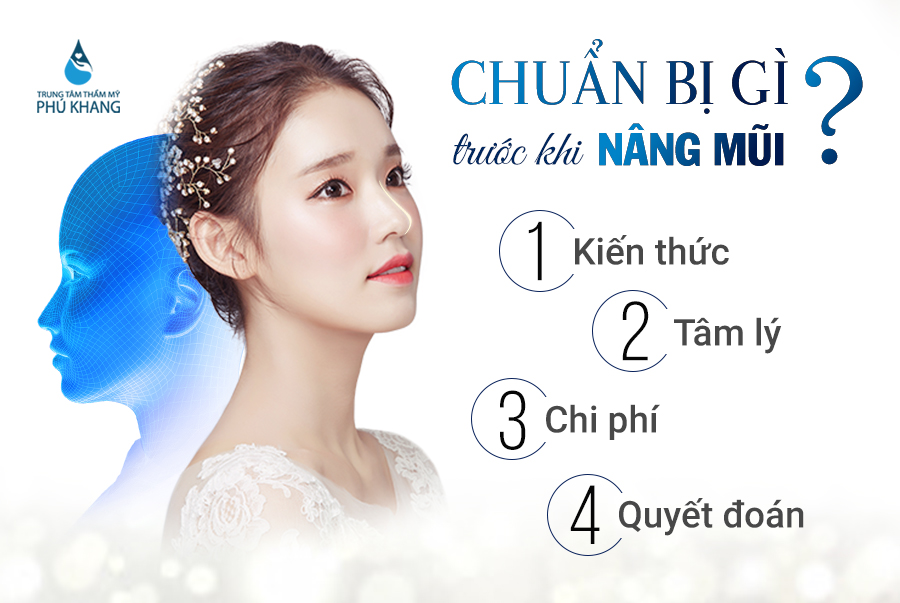 TRUNG TÂM THẨM MỸ
PHÚ KHANG
CHUẨN BỊ GÌ ?
trước khi NÂNG MŨI
1 Kiến thức
2 Tâm lý
3 Chi phí
4 Quyết đoán